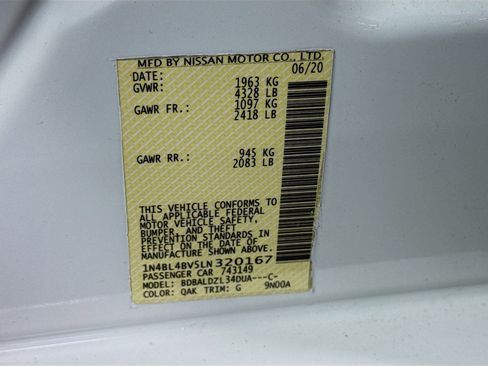 MFD BY NISSAN MOTOR CO., LTD.
DATE: 06/20
GVWR: 1963 KG
4328 LB
GAWR FR.: 1097 KG
2418 LB
GAWR RR.: 945 KG
2083 LB
THIS VEHICLE CONFORMS TO
ALL APPLICABLE FEDERAL
MOTOR VEHICLE SAFETY,
BUMPER, AND THEFT
PREVENTION STANDARDS IN
EFFECT ON THE DATE OF
MANUFACTURE SHOWN ABOVE.
1N4BL4BV5LN320167
PASSENGER CAR 743149
MODEL: BDBALDZL34DUA---C-
COLOR: QAK TRIM: G 9N00A